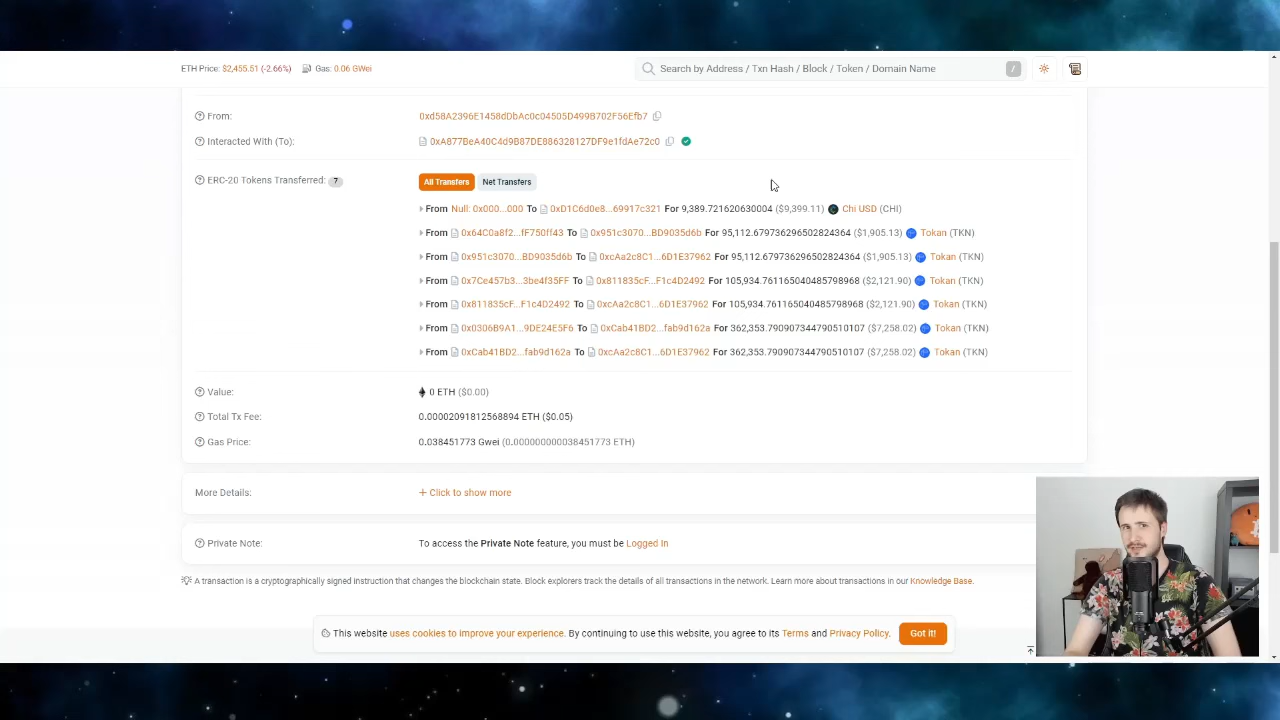 ETH Price: $2,455.51 (-2.66%) Gas: 0.06 GWei
Search by Address / Txn Hash / Block / Token / Domain Name /
From: 0xd58A2396E1458dDbAc0c04505D499B702F56Efb7
Interacted With (To): 0xA877BeA40C4d9B87DE886328127DF9e1fdAe72c0
ERC-20 Tokens Transferred: 7 All Transfers Net Transfers
From Null: 0x000...000 To 0xD1C6d0e8...69917c321 For 9,389.721620630004 ($9,399.11) Chi USD (CHI)
From 0x64C0a8f2...fF750ff43 To 0x951c3070...BD9035d6b For 95,112.679736296502824364 ($1,905.13) Tokan (TKN)
From 0x951c3070...BD9035d6b To 0xcAa2c8C1...6D1E37962 For 95,112.679736296502824364 ($1,905.13) Tokan (TKN)
From 0x7Ce457b3...3be4f35FF To 0x811835cF...F1c4D2492 For 105,934.761165040485798968 ($2,121.90) Tokan (TKN)
From 0x811835cF...F1c4D2492 To 0xcAa2c8C1...6D1E37962 For 105,934.761165040485798968 ($2,121.90) Tokan (TKN)
From 0x0306B9A1...9DE24E5F6 To 0xCab41BD2...fab9d162a For 362,353.790907344790510107 ($7,258.02) Tokan (TKN)
From 0xCab41BD2...fab9d162a To 0xcAa2c8C1...6D1E37962 For 362,353.790907344790510107 ($7,258.02) Tokan (TKN)
Value: 0 ETH ($0.00)
Total Tx Fee: 0.00002091812568894 ETH ($0.05)
Gas Price: 0.038451773 Gwei (0.000000000038451773 ETH)
More Details: + Click to show more
Private Note: To access the Private Note feature, you must be Logged In
A transaction is a cryptographically signed instruction that changes the blockchain state. Block explorers track the details of all transactions in the network. Learn more about transactions in our Knowledge Base.
This website uses cookies to improve your experience. By continuing to use this website, you agree to its Terms and Privacy Policy. Got it!